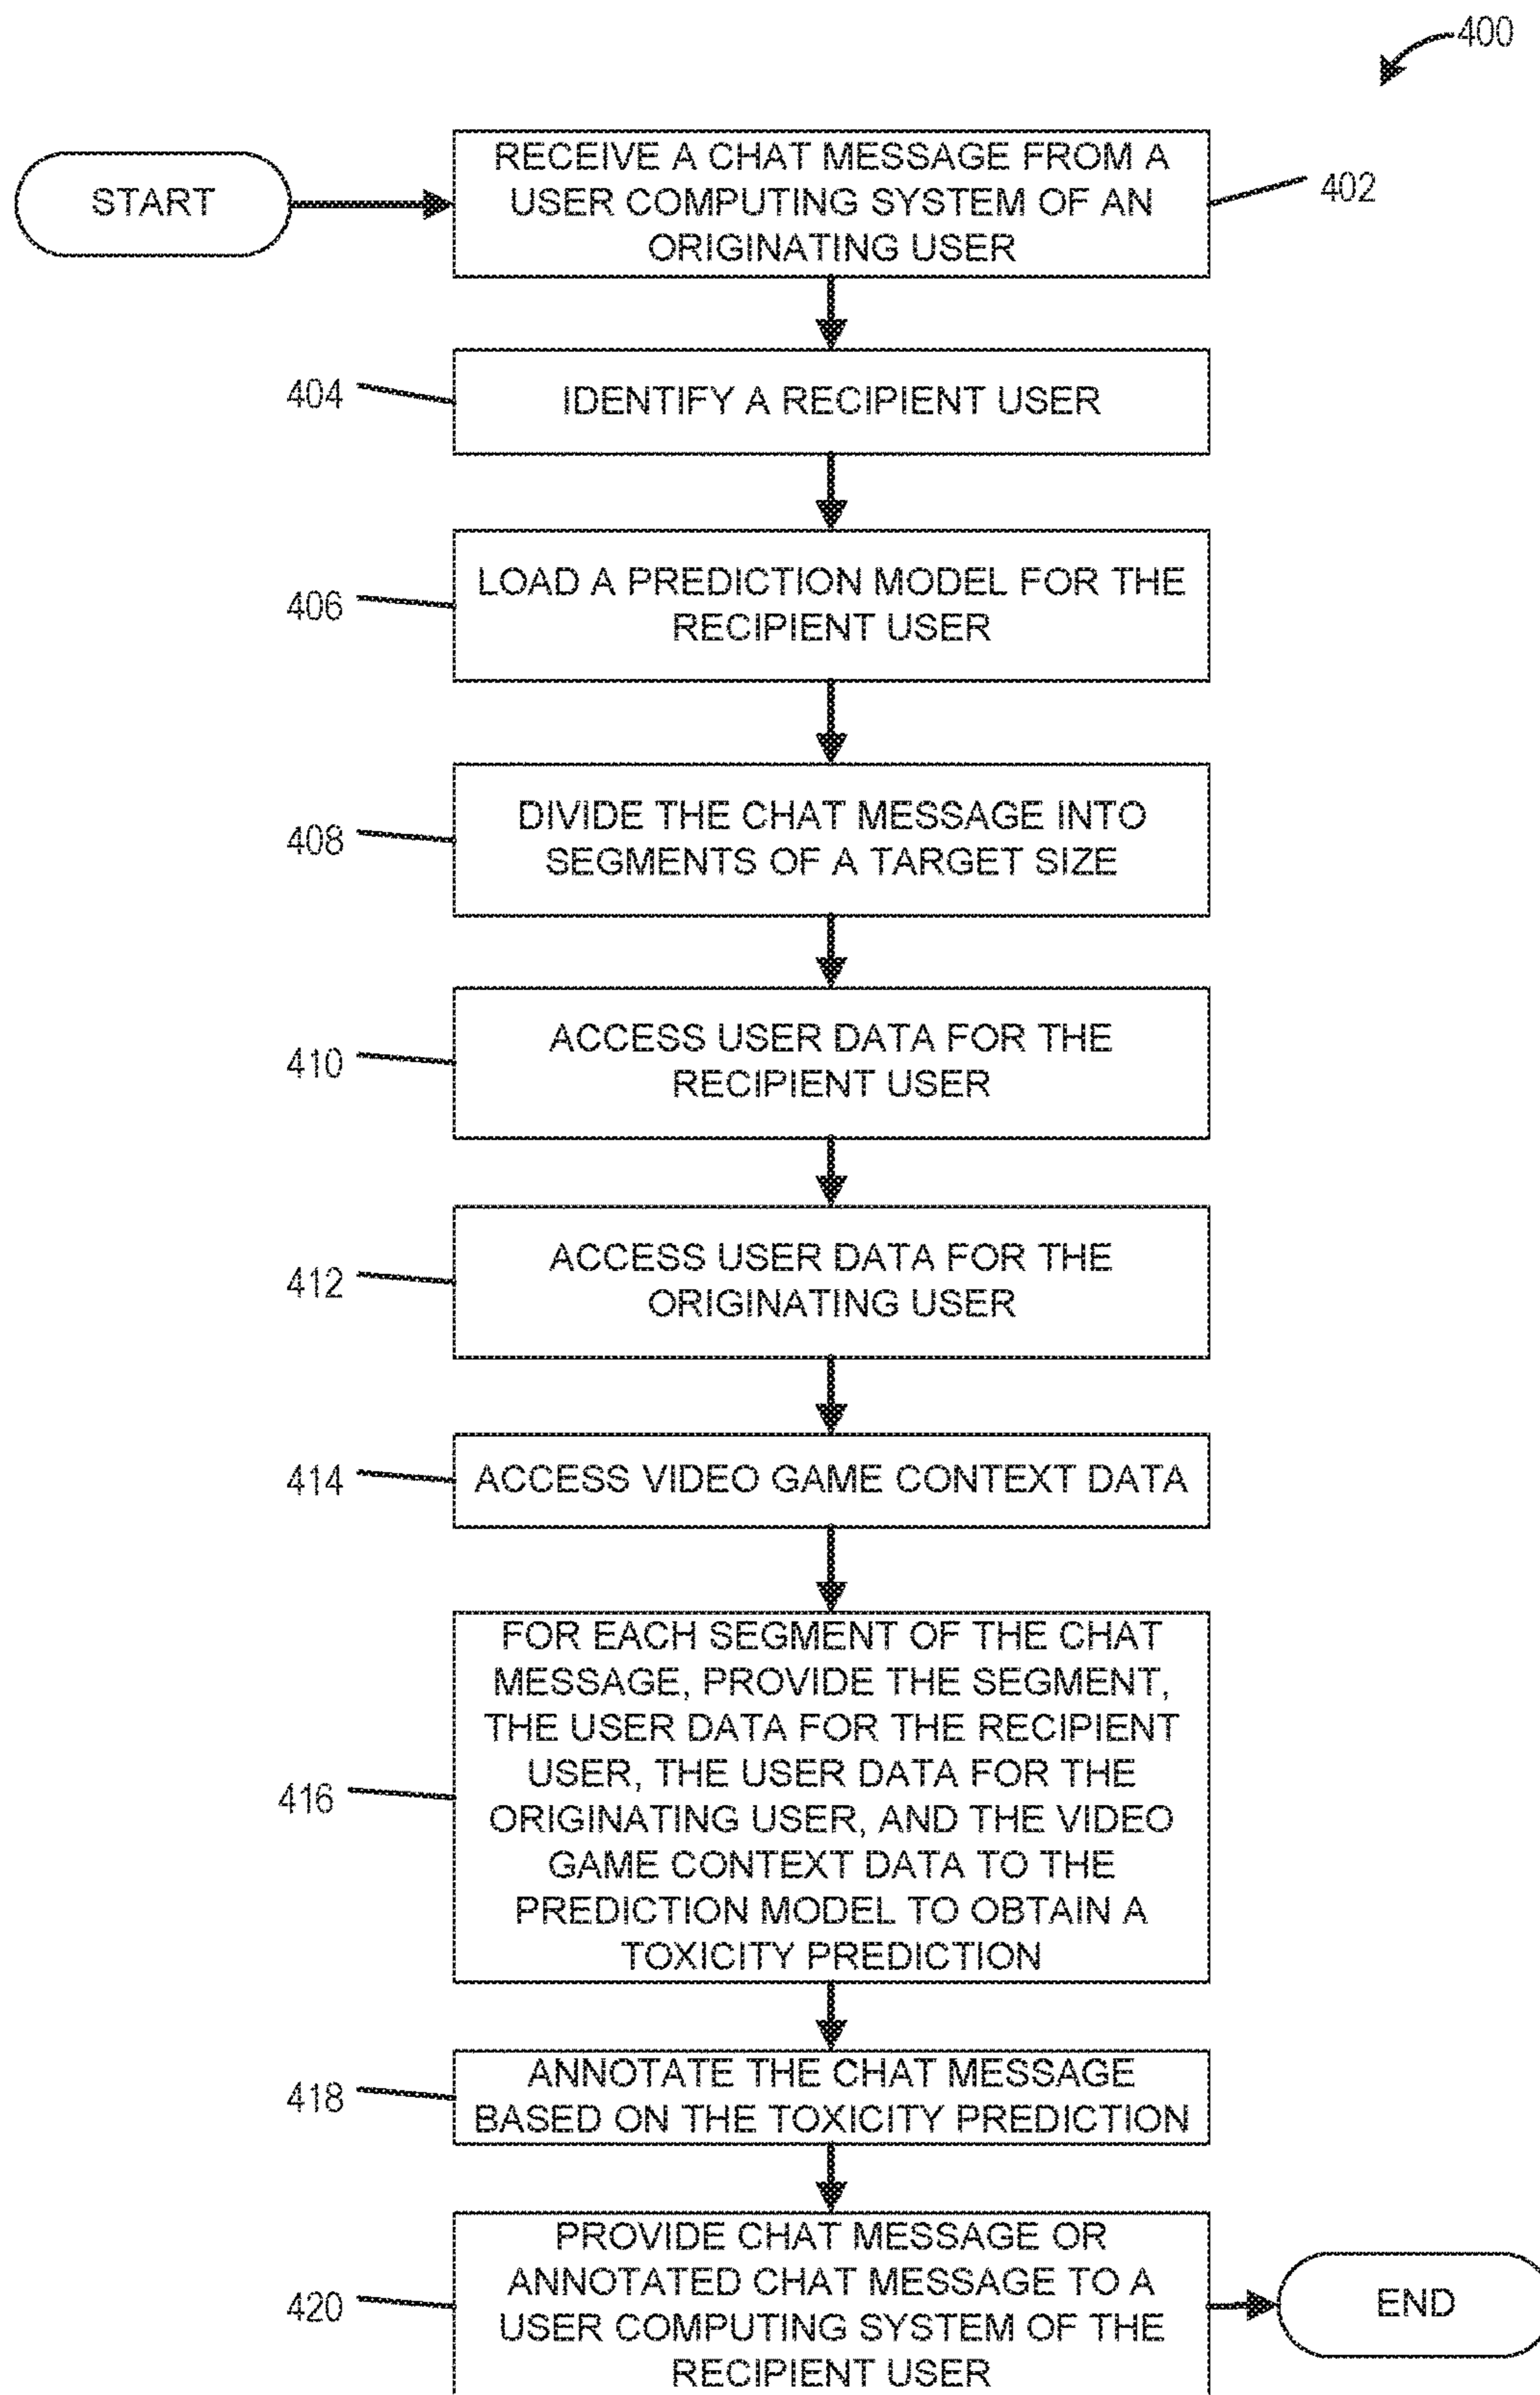 400
START
RECEIVE A CHAT MESSAGE FROM A
USER COMPUTING SYSTEM OF AN
ORIGINATING USER
402
404
IDENTIFY A RECIPIENT USER
406
LOAD A PREDICTION MODEL FOR THE
RECIPIENT USER
408
DIVIDE THE CHAT MESSAGE INTO
SEGMENTS OF A TARGET SIZE
410
ACCESS USER DATA FOR THE
RECIPIENT USER
412
ACCESS USER DATA FOR THE
ORIGINATING USER
414
ACCESS VIDEO GAME CONTEXT DATA
416
FOR EACH SEGMENT OF THE CHAT
MESSAGE, PROVIDE THE SEGMENT,
THE USER DATA FOR THE RECIPIENT
USER, THE USER DATA FOR THE
ORIGINATING USER, AND THE VIDEO
GAME CONTEXT DATA TO THE
PREDICTION MODEL TO OBTAIN A
TOXICITY PREDICTION
418
ANNOTATE THE CHAT MESSAGE
BASED ON THE TOXICITY PREDICTION
420
PROVIDE CHAT MESSAGE OR
ANNOTATED CHAT MESSAGE TO A
USER COMPUTING SYSTEM OF THE
RECIPIENT USER
END